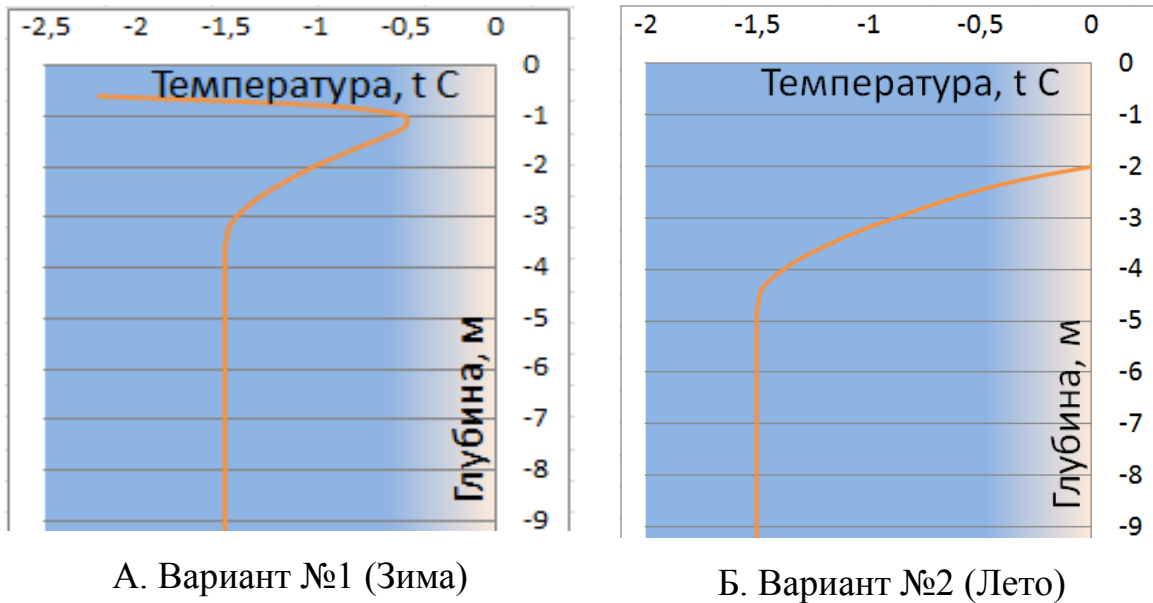 -2,5 -2 -1,5 -1 -0,5 0
0
Температура, t C
-1
-2
-3
-4
-5
-6
-7
-8
-9
Глубина, м
А. Вариант №1 (Зима)
-2 -1,5 -1 -0,5 0
0
Температура, t C
-1
-2
-3
-4
-5
-6
-7
-8
-9
Глубина, м
Б. Вариант №2 (Лето)